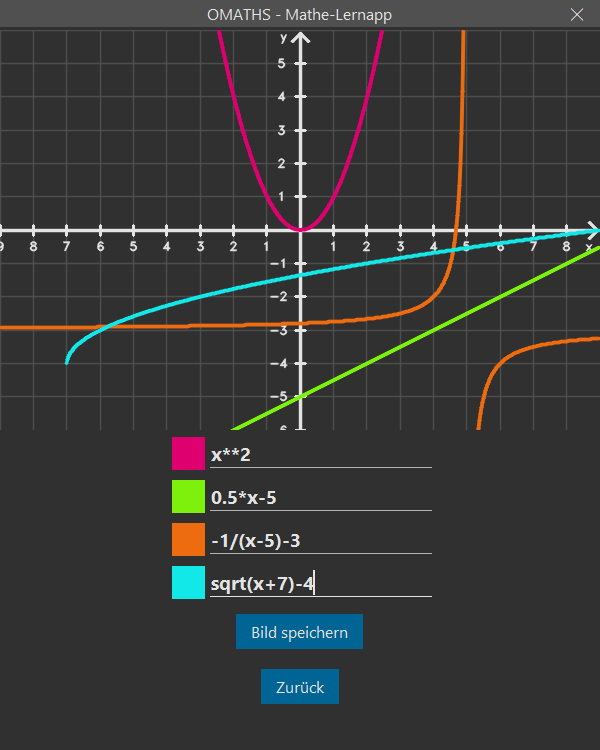 OMATHS - Mathe-Lernapp
y
5
4
3
2
1
9 8 7 6 5 4 3 2 1 1 2 3 4 5 6 7 8 x
-1
-2
-3
-4
-5
6
x**2
0.5*x-5
-1/(x-5)-3
sqrt(x+7)-4
Bild speichern
Zurück